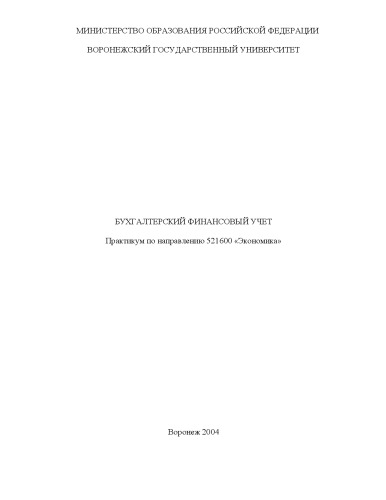 МИНИСТЕРСТВО ОБРАЗОВАНИЯ РОССИЙСКОЙ ФЕДЕРАЦИИ
ВОРОНЕЖСКИЙ ГОСУДАРСТВЕННЫЙ УНИВЕРСИТЕТ
БУХГАЛТЕРСКИЙ ФИНАНСОВЫЙ УЧЕТ
Практикум по направлению 521600 «Экономика»
Воронеж 2004